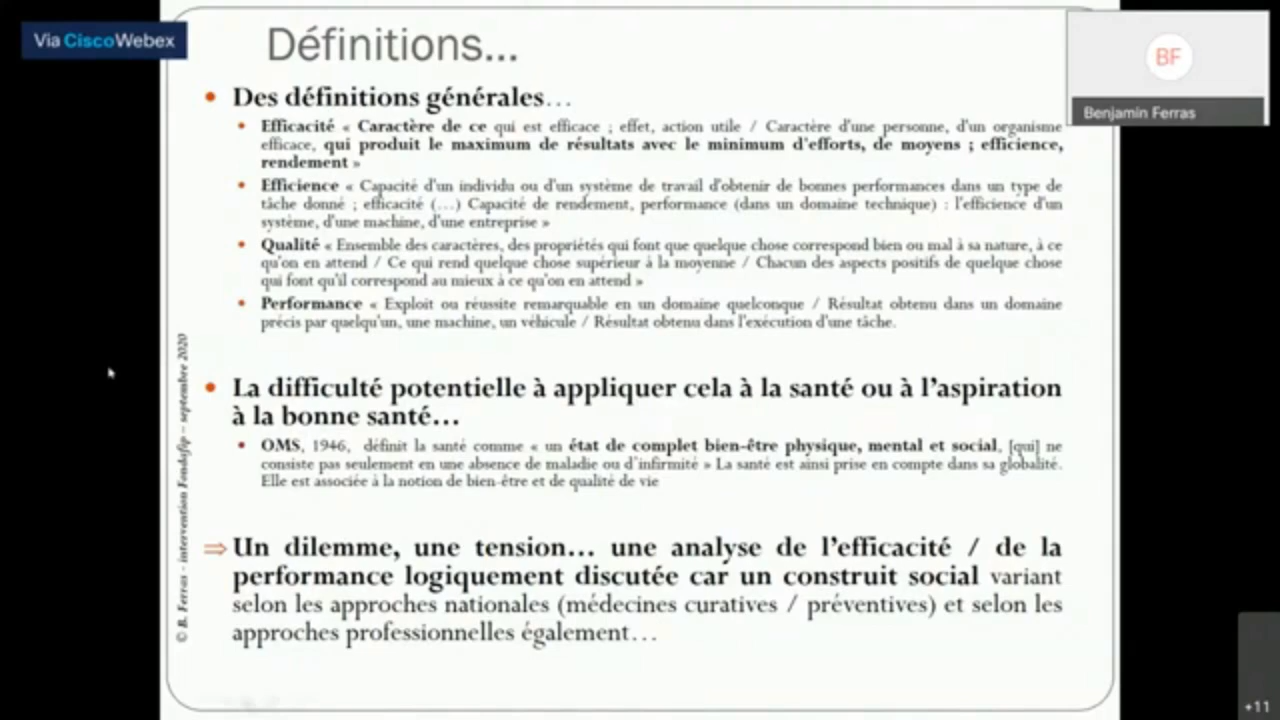 Via CiscoWebex
Définitions...
BF
Benjamin Ferras
• Des définitions générales…
• Efficacité « Caractère de ce qui est efficace ; effet, action utile / Caractère d'une personne, d'un organisme
efficace, qui produit le maximum de résultats avec le minimum d'efforts, de moyens ; efficience,
rendement »
• Efficience « Capacité d'un individu ou d'un système de travail d'obtenir de bonnes performances dans un type de
tâche donné ; efficacité (…) Capacité de rendement, performance (dans un domaine technique) : l'efficience d'un
système, d'une machine, d'une entreprise »
• Qualité « Ensemble des caractères, des propriétés qui font que quelque chose correspond bien ou mal à sa nature, à ce
qu'on en attend / Ce qui rend quelque chose supérieur à la moyenne / Chacun des aspects positifs de quelque chose
qui font qu'il correspond au mieux à ce qu'on en attend »
• Performance « Exploit ou réussite remarquable en un domaine quelconque / Résultat obtenu dans un domaine
précis par quelqu'un, une machine, un véhicule / Résultat obtenu dans l'exécution d'une tâche.
• La difficulté potentielle à appliquer cela à la santé ou à l'aspiration
à la bonne santé…
• OMS, 1946, définit la santé comme « un état de complet bien-être physique, mental et social, [qui] ne
consiste pas seulement en une absence de maladie ou d'infirmité » La santé est ainsi prise en compte dans sa globalité.
Elle est associée à la notion de bien-être et de qualité de vie
⇒ Un dilemme, une tension… une analyse de l'efficacité / de la
performance logiquement discutée car un construit social variant
selon les approches nationales (médecines curatives / préventives) et selon les
approches professionnelles également…
© B. Ferras - intervention Fondafip – septembre 2020
+11